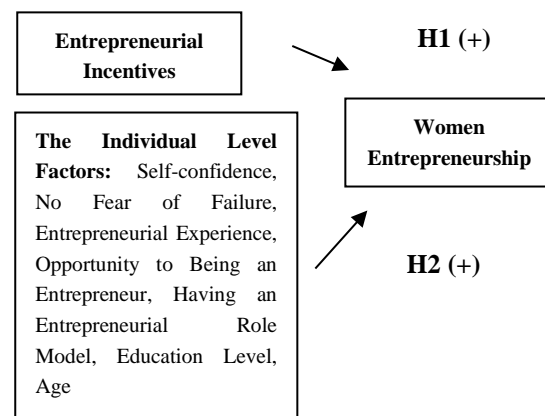 Entrepreneurial
Incentives
H1 (+)
Women
Entrepreneurship
The Individual Level
Factors: Self-confidence,
No Fear of Failure,
Entrepreneurial Experience,
Opportunity to Being an
Entrepreneur, Having an
Entrepreneurial Role
Model, Education Level,
Age
H2 (+)